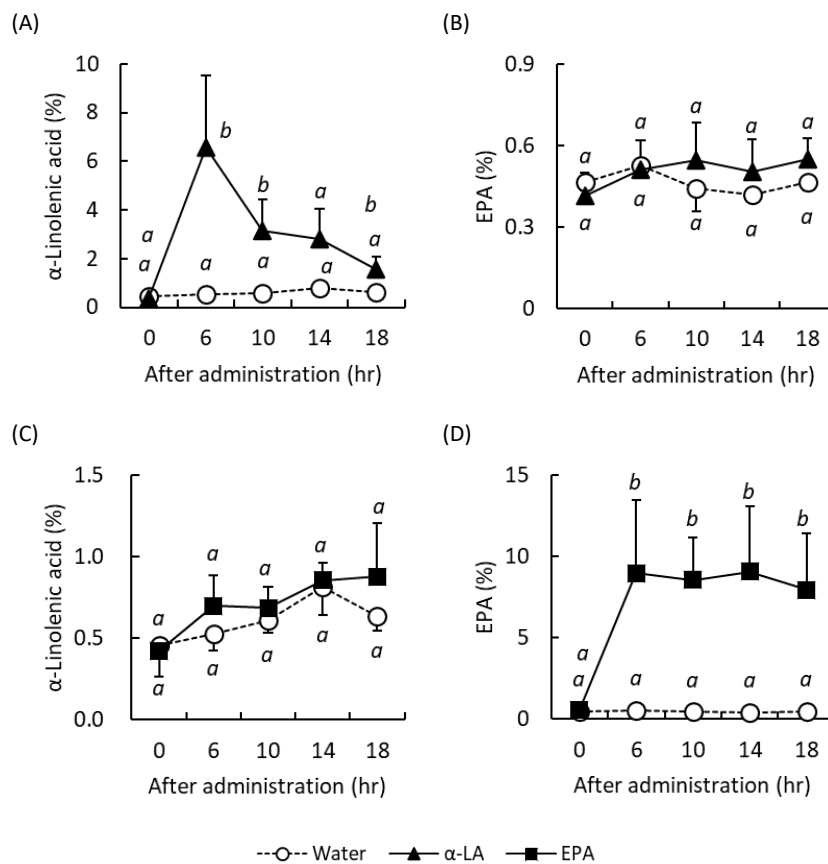 (A)
α-Linolenic acid (%)
10
8
6
4
2
0
a
a
b
a
b
a
a
a
b
a
a
0 6 10 14 18
After administration (hr)
(B)
EPA (%)
0.9
0.6
0.3
0
a a a a a
a a a a a
0 6 10 14 18
After administration (hr)
(C)
α-Linolenic acid (%)
1.5
1.0
0.5
0.0
a a a a a
a a a a a
0 6 10 14 18
After administration (hr)
(D)
EPA (%)
15
10
5
0
b b b b
a
a a a a a
0 6 10 14 18
After administration (hr)
Water α-LA EPA